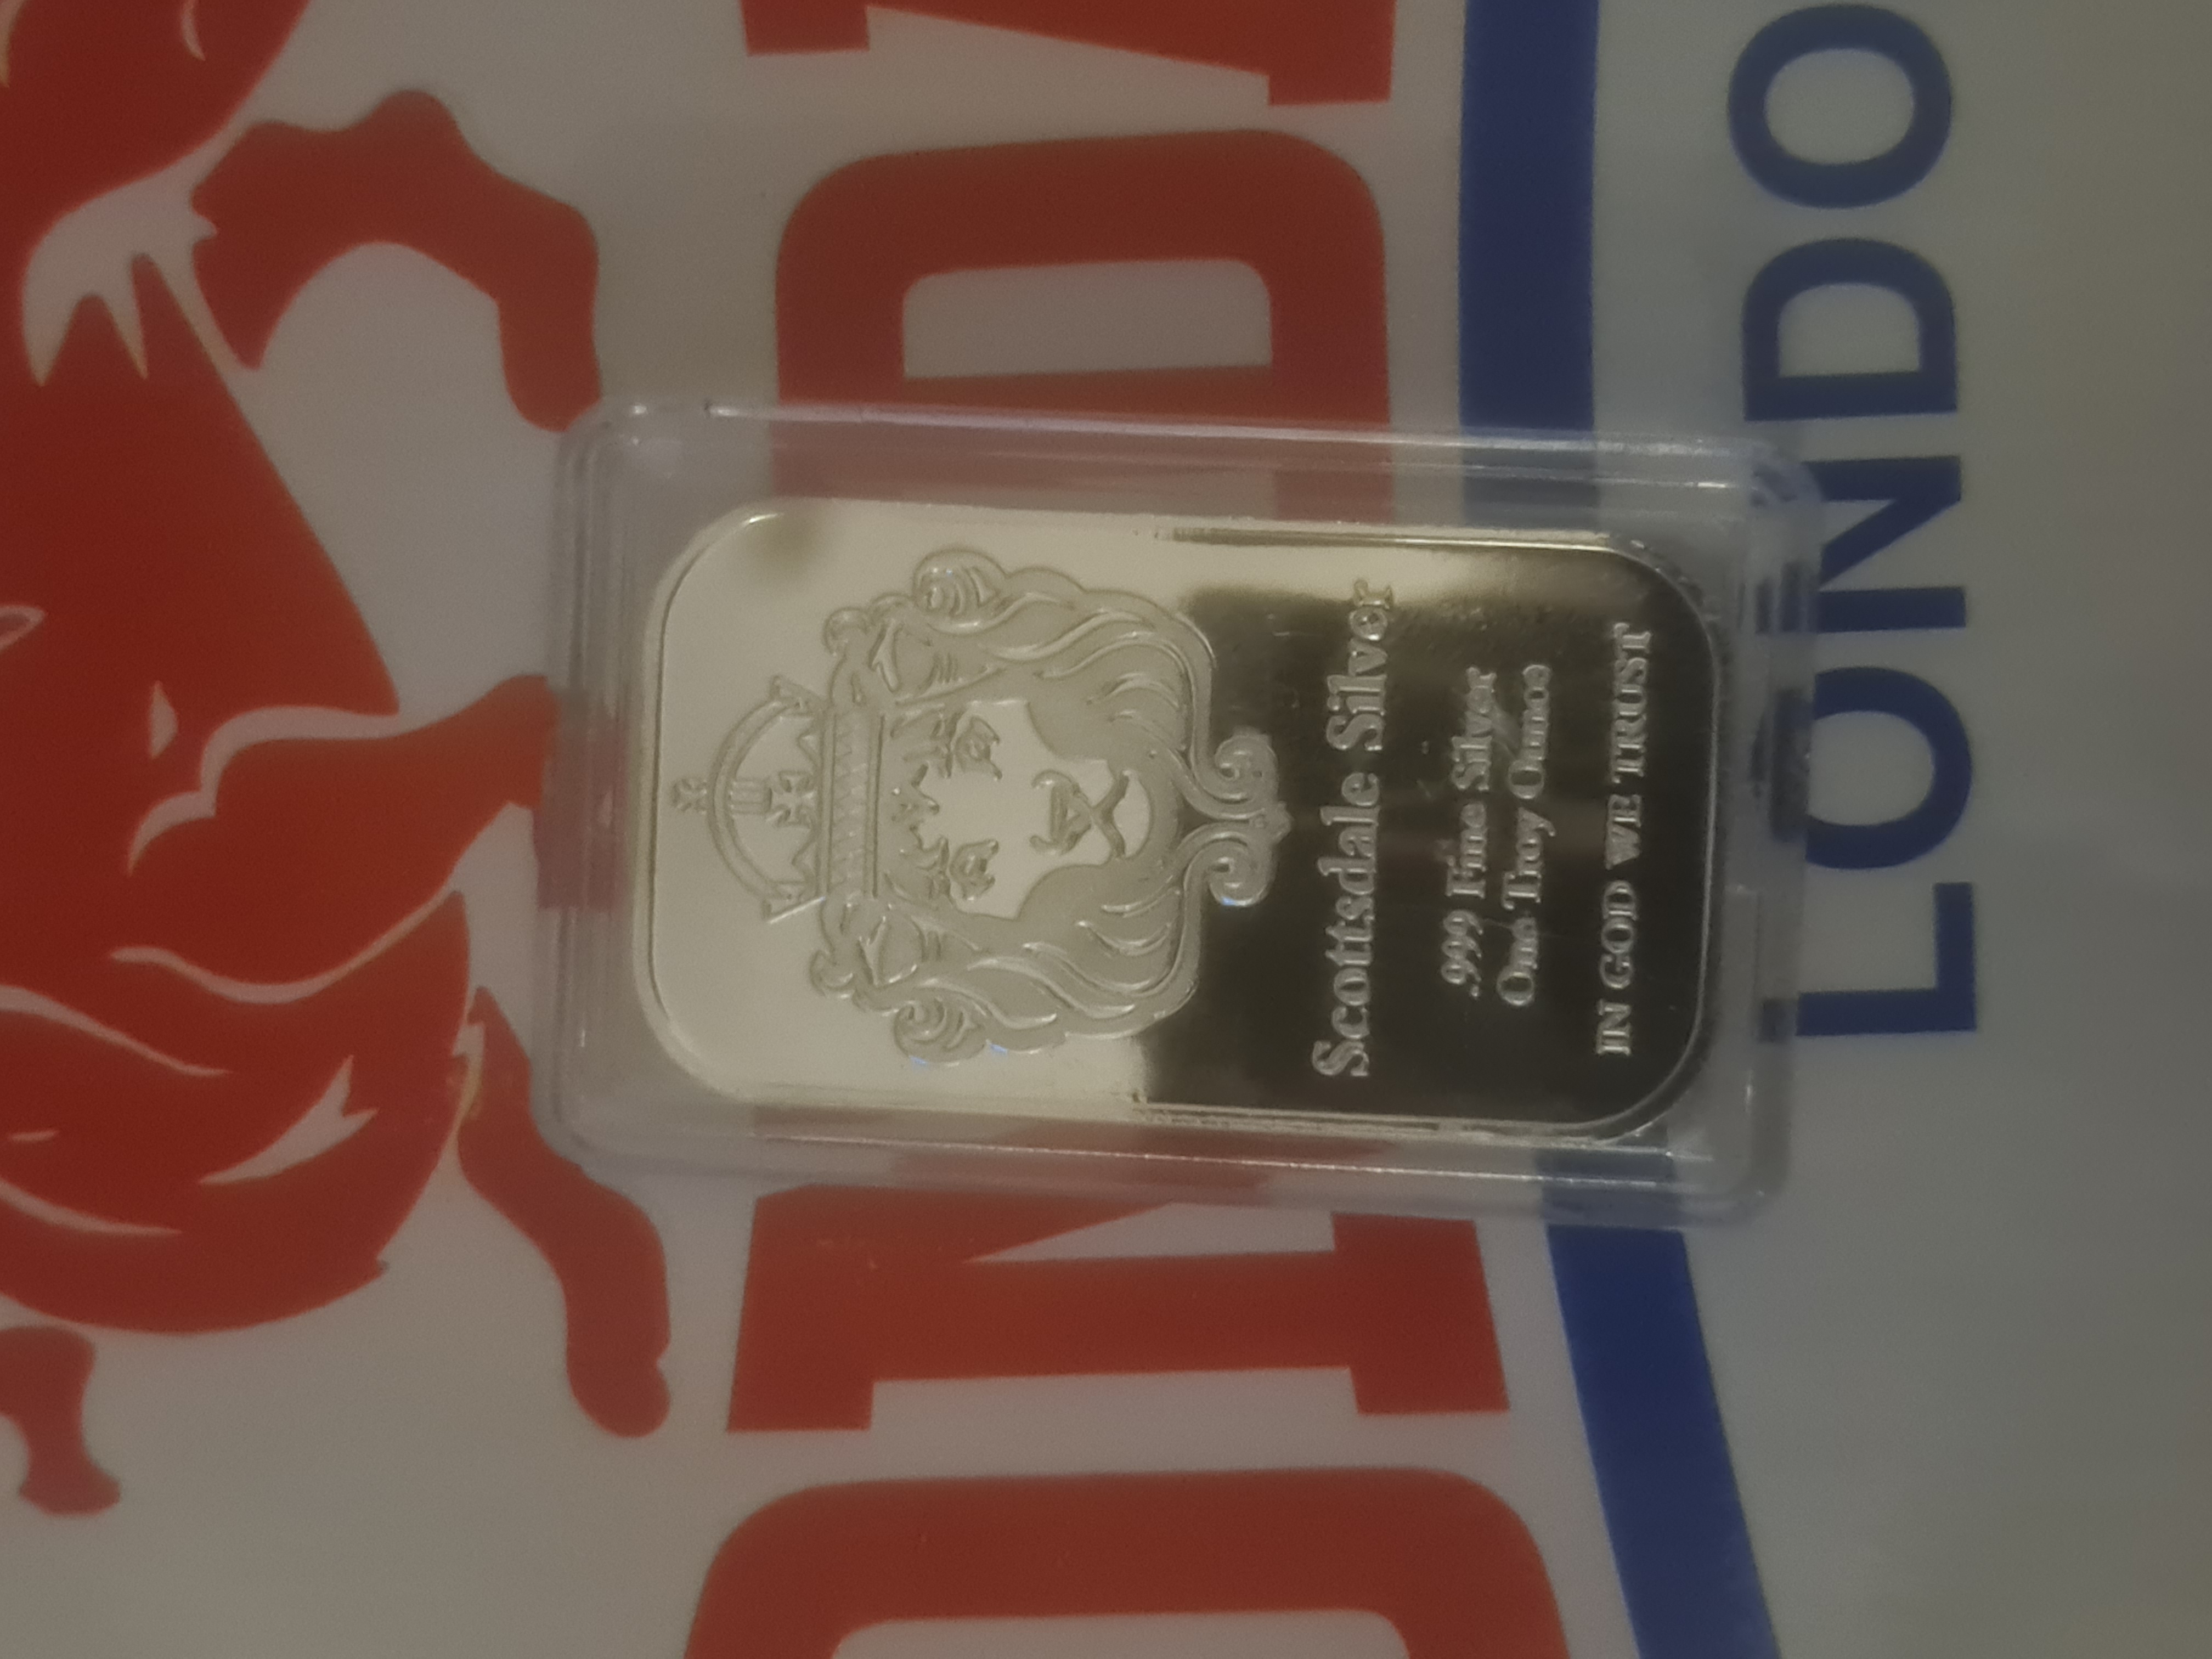 Scottsdale Silver
.999 Fine Silver
One Troy Ounce
IN GOD WE TRUST
LONDO